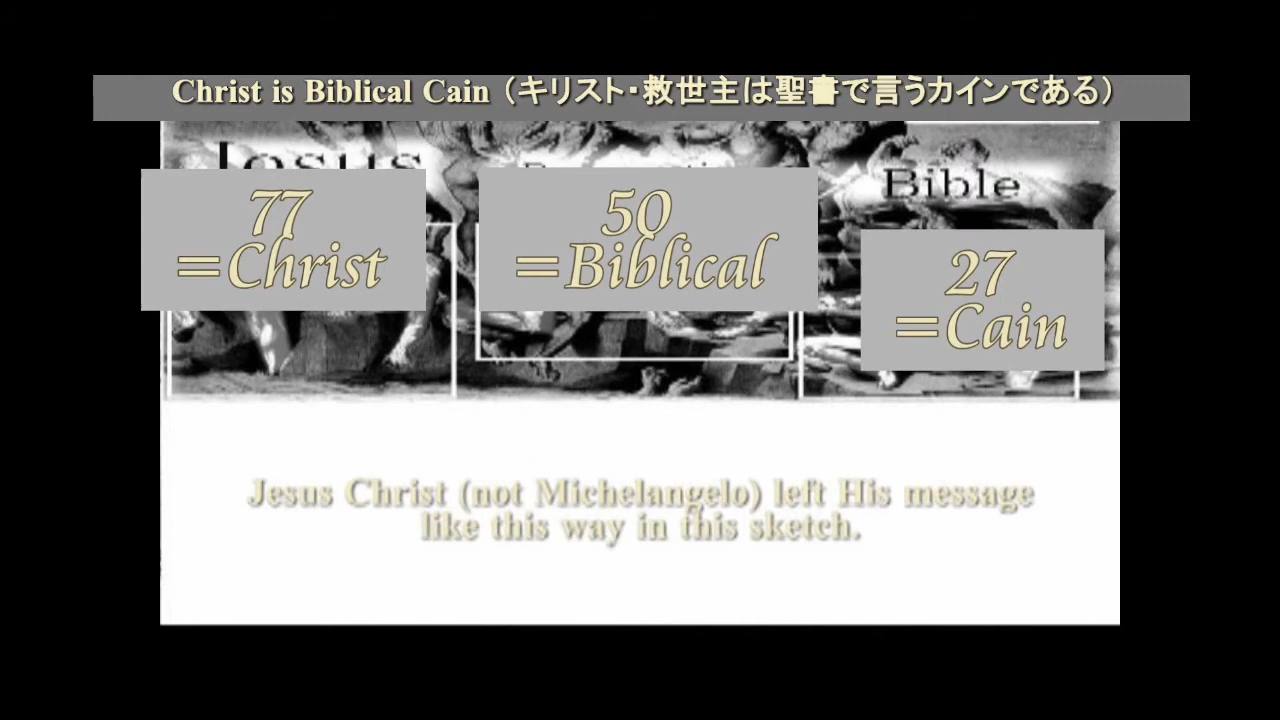 Christ is Biblical Cain（キリスト・救世主は聖書で言うカインである）
Jesus
Bible
77
=Christ
50
=Biblical
27
=Cain
Jesus Christ (not Michelangelo) left His message
like this way in this sketch.